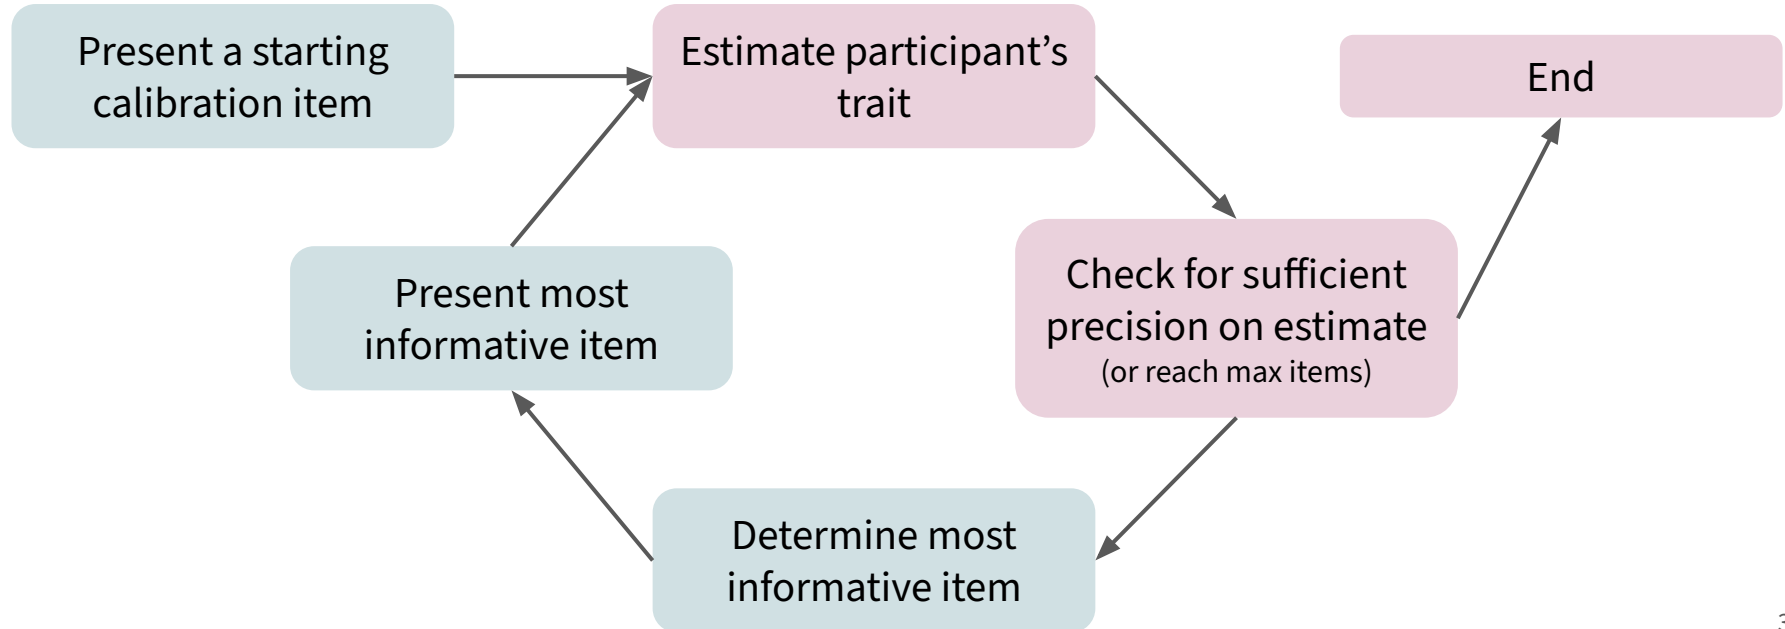 Present a starting
calibration item
Estimate participant’s
trait
End
Check for sufficient
precision on estimate
(or reach max items)
Present most
informative item
Determine most
informative item